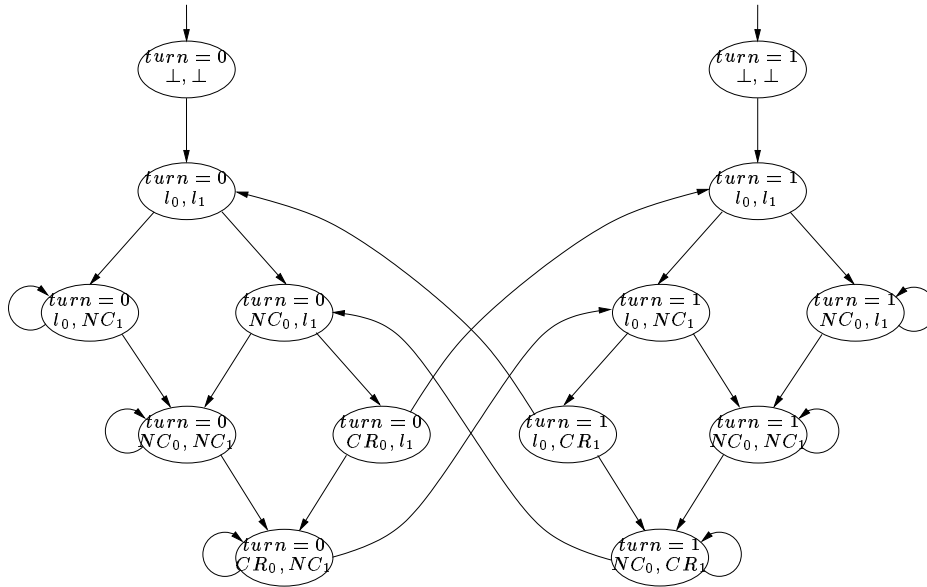 turn = 0
⊥, ⊥
turn = 1
⊥, ⊥
turn = 0
l₀, l₁
turn = 1
l₀, l₁
turn = 0
l₀, NC₁
turn = 0
NC₀, l₁
turn = 1
l₀, NC₁
turn = 1
NC₀, l₁
turn = 0
NC₀, NC₁
turn = 0
CR₀, l₁
turn = 1
l₀, CR₁
turn = 1
NC₀, NC₁
turn = 0
CR₀, NC₁
turn = 1
NC₀, CR₁